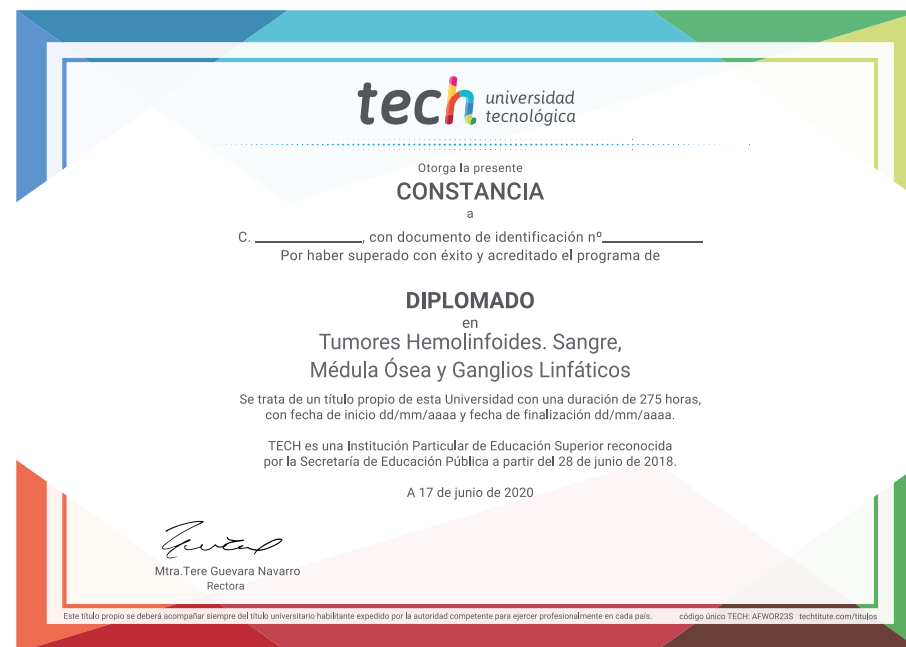 tech universidad
tecnológica
Otorga la presente
CONSTANCIA
a
C. ____________, con documento de identificación nº____________
Por haber superado con éxito y acreditado el programa de
DIPLOMADO
en
Tumores Hemolinfoides. Sangre,
Médula Ósea y Ganglios Linfáticos
Se trata de un título propio de esta Universidad con una duración de 275 horas,
con fecha de inicio dd/mm/aaaa y fecha de finalización dd/mm/aaaa.
TECH es una Institución Particular de Educación Superior reconocida
por la Secretaría de Educación Pública a partir del 28 de junio de 2018.
A 17 de junio de 2020
Mtra.Tere Guevara Navarro
Rectora
Este título propio se deberá acompañar siempre del título universitario habilitante expedido por la autoridad competente para ejercer profesionalmente en cada país. código único TECH: AFWOR23S techtitute.com/titulos